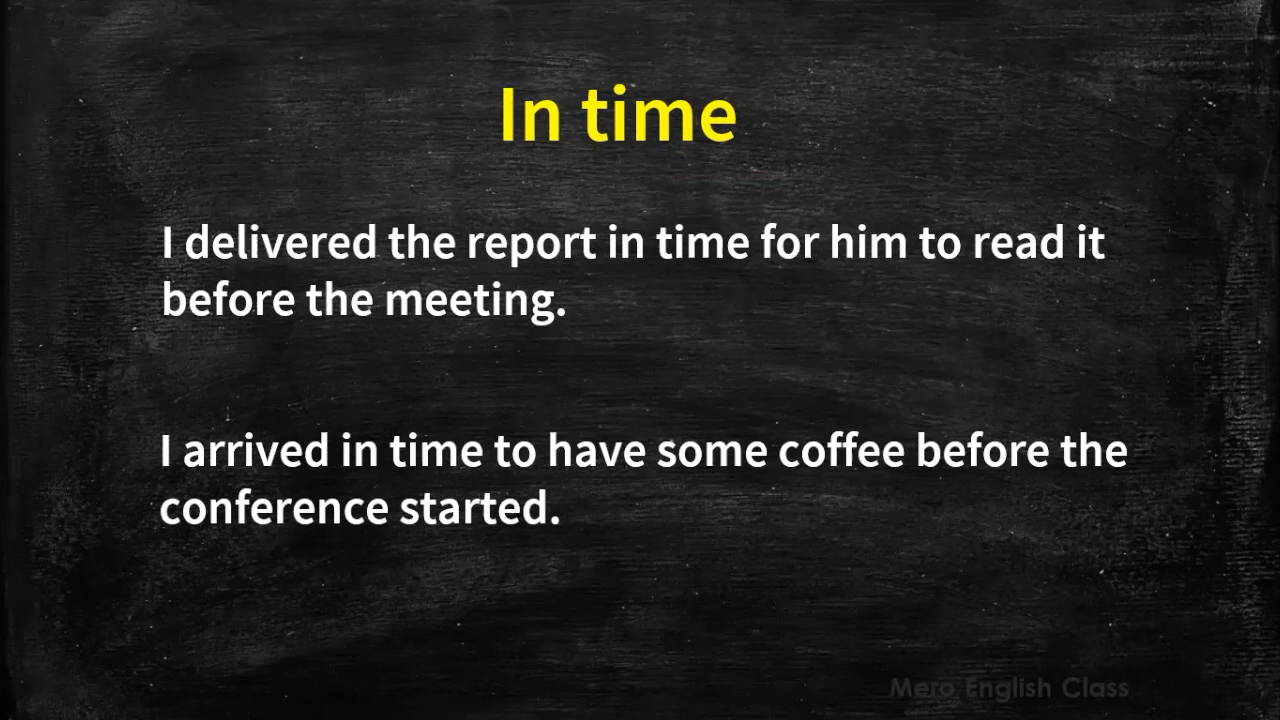 In time
I delivered the report in time for him to read it
before the meeting.
I arrived in time to have some coffee before the
conference started.
Mero English Class